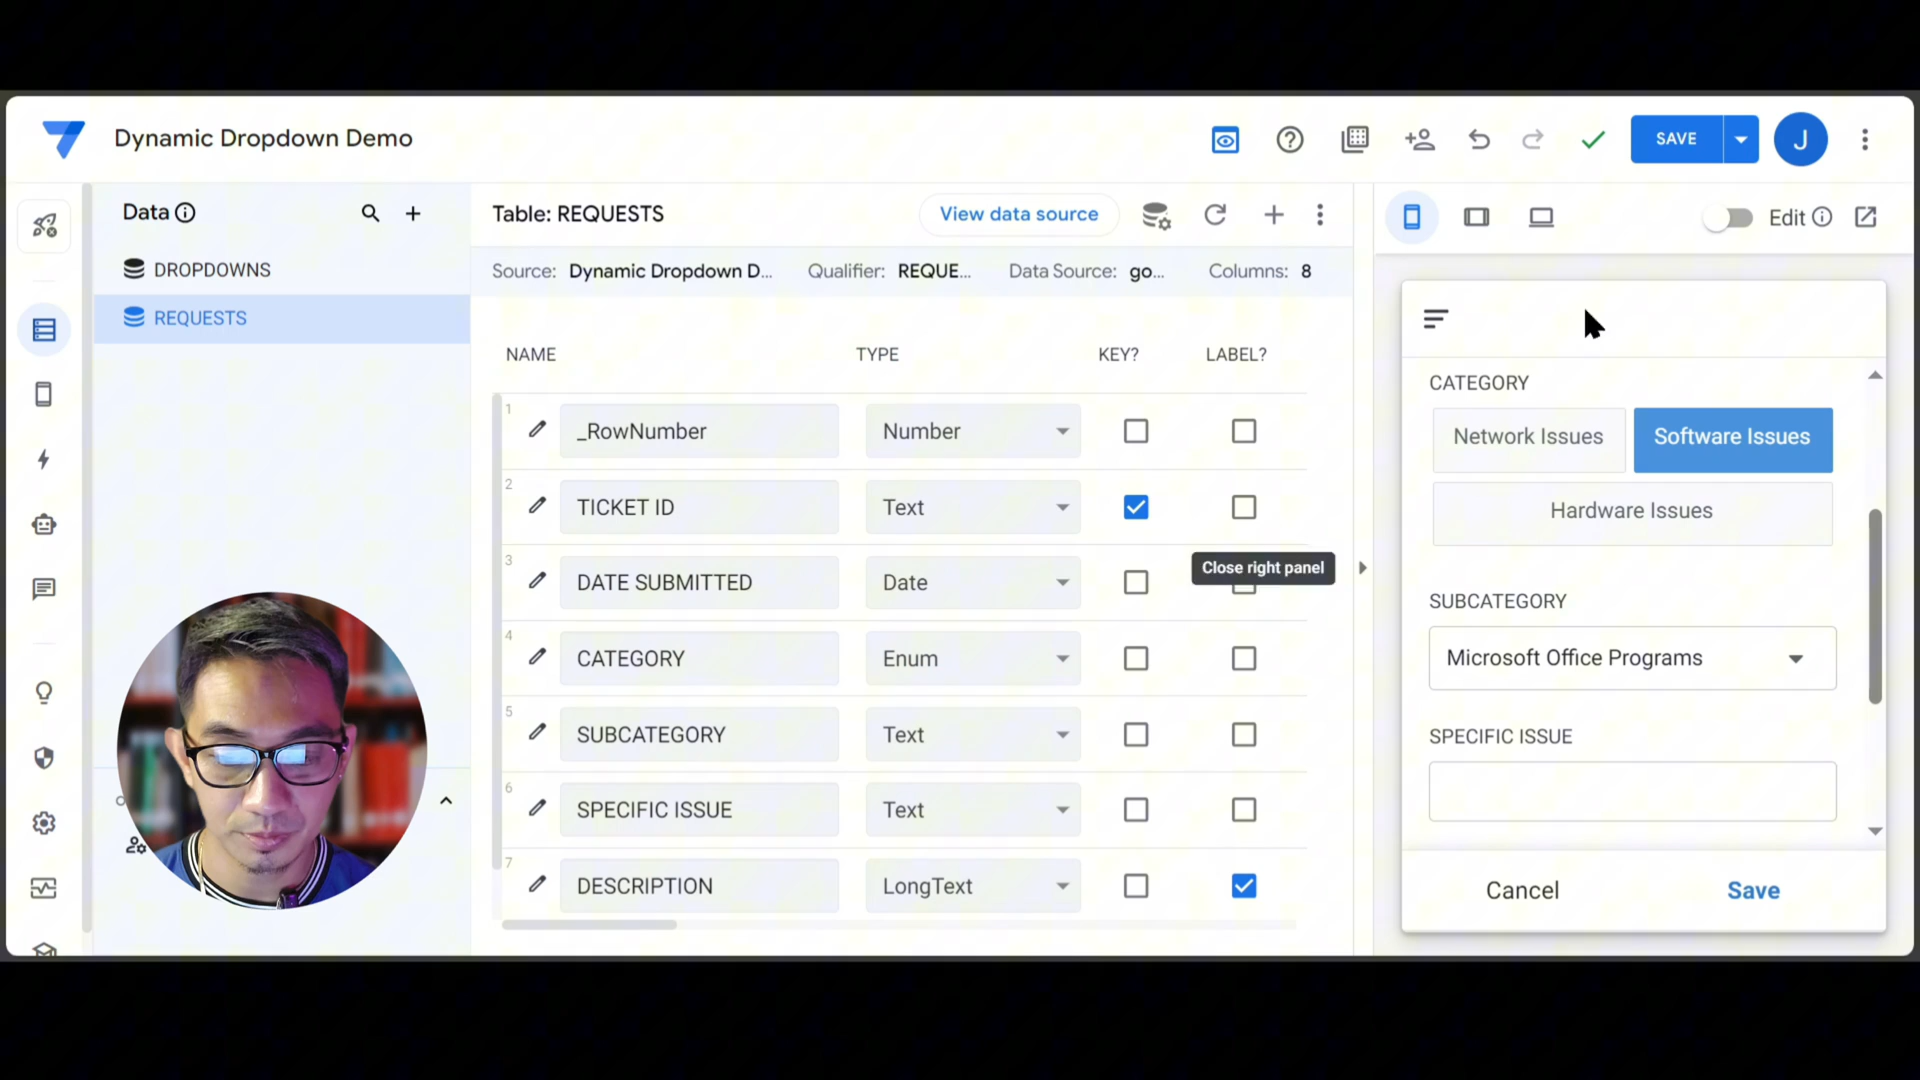 Dynamic Dropdown Demo
SAVE
J
Data
DROPDOWNS
REQUESTS
Table: REQUESTS
View data source
Source: Dynamic Dropdown D...
Qualifier: REQUE...
Data Source: go...
Columns: 8
NAME
TYPE
KEY?
LABEL?
1
_RowNumber
Number
2
TICKET ID
Text
3
DATE SUBMITTED
Date
Close right panel
4
CATEGORY
Enum
5
SUBCATEGORY
Text
6
SPECIFIC ISSUE
Text
7
DESCRIPTION
LongText
Edit
CATEGORY
Network Issues
Software Issues
Hardware Issues
SUBCATEGORY
Microsoft Office Programs
SPECIFIC ISSUE
Cancel
Save